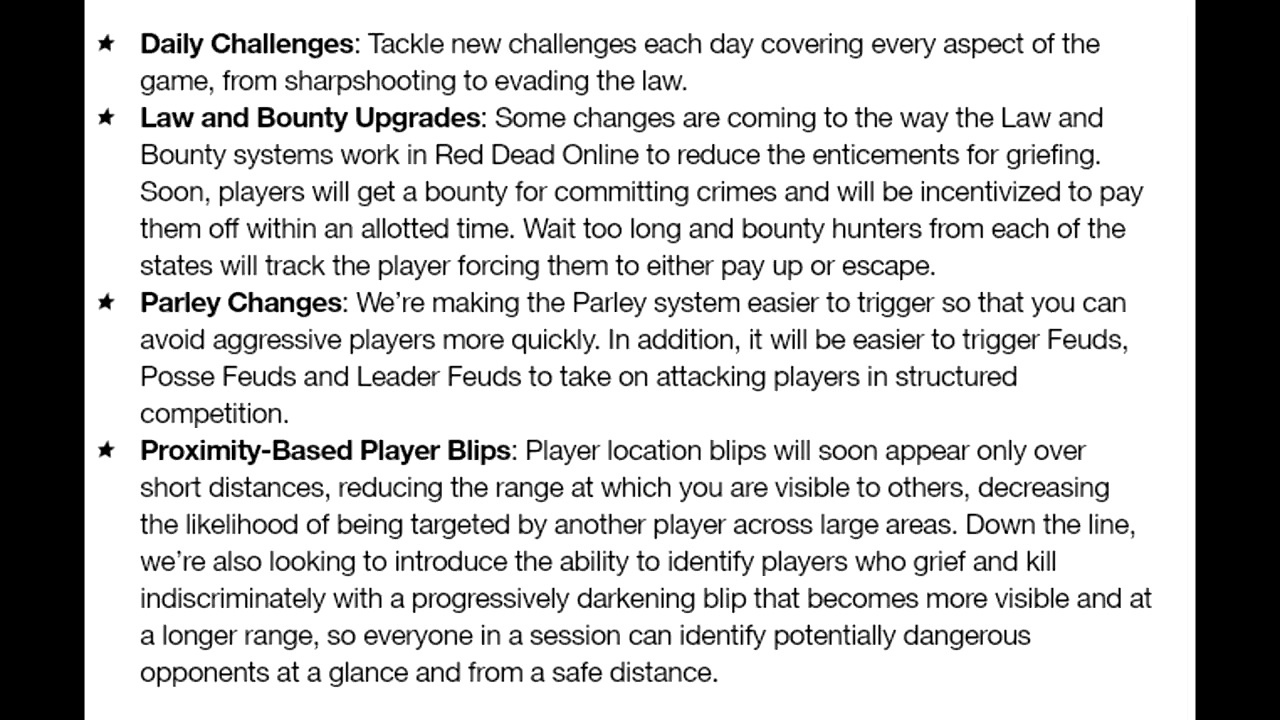 ★ Daily Challenges: Tackle new challenges each day covering every aspect of the
game, from sharpshooting to evading the law.
★ Law and Bounty Upgrades: Some changes are coming to the way the Law and
Bounty systems work in Red Dead Online to reduce the enticements for griefing.
Soon, players will get a bounty for committing crimes and will be incentivized to pay
them off within an allotted time. Wait too long and bounty hunters from each of the
states will track the player forcing them to either pay up or escape.
★ Parley Changes: We’re making the Parley system easier to trigger so that you can
avoid aggressive players more quickly. In addition, it will be easier to trigger Feuds,
Posse Feuds and Leader Feuds to take on attacking players in structured
competition.
★ Proximity-Based Player Blips: Player location blips will soon appear only over
short distances, reducing the range at which you are visible to others, decreasing
the likelihood of being targeted by another player across large areas. Down the line,
we’re also looking to introduce the ability to identify players who grief and kill
indiscriminately with a progressively darkening blip that becomes more visible and at
a longer range, so everyone in a session can identify potentially dangerous
opponents at a glance and from a safe distance.